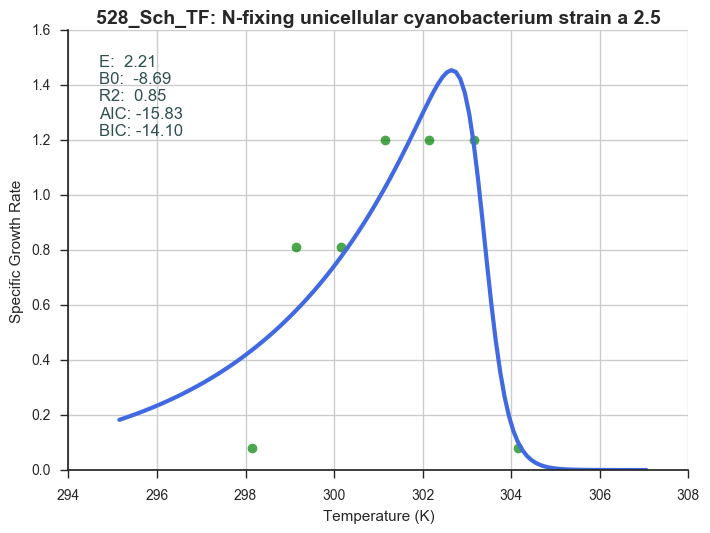 528_Sch_TF: N-fixing unicellular cyanobacterium strain a 2.5
E: 2.21
B0: -8.69
R2: 0.85
AIC: -15.83
BIC: -14.10
Specific Growth Rate
1.6
1.4
1.2
1.0
0.8
0.6
0.4
0.2
0.0
294 296 298 300 302 304 306 308
Temperature (K)